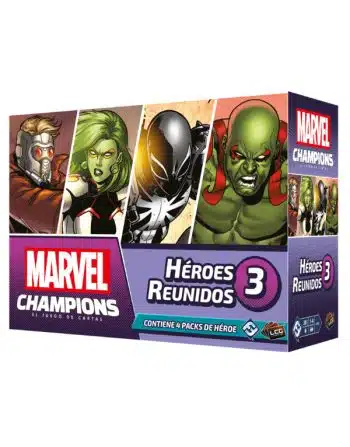 MARVEL
CHAMPIONS
EL JUEGO DE CARTAS
HÉROES
REUNIDOS 3
CONTIENE 4 PACKS DE HÉROE
LCG
MARVEL
CHAMPIONS
HÉROES
REUNIDOS 3